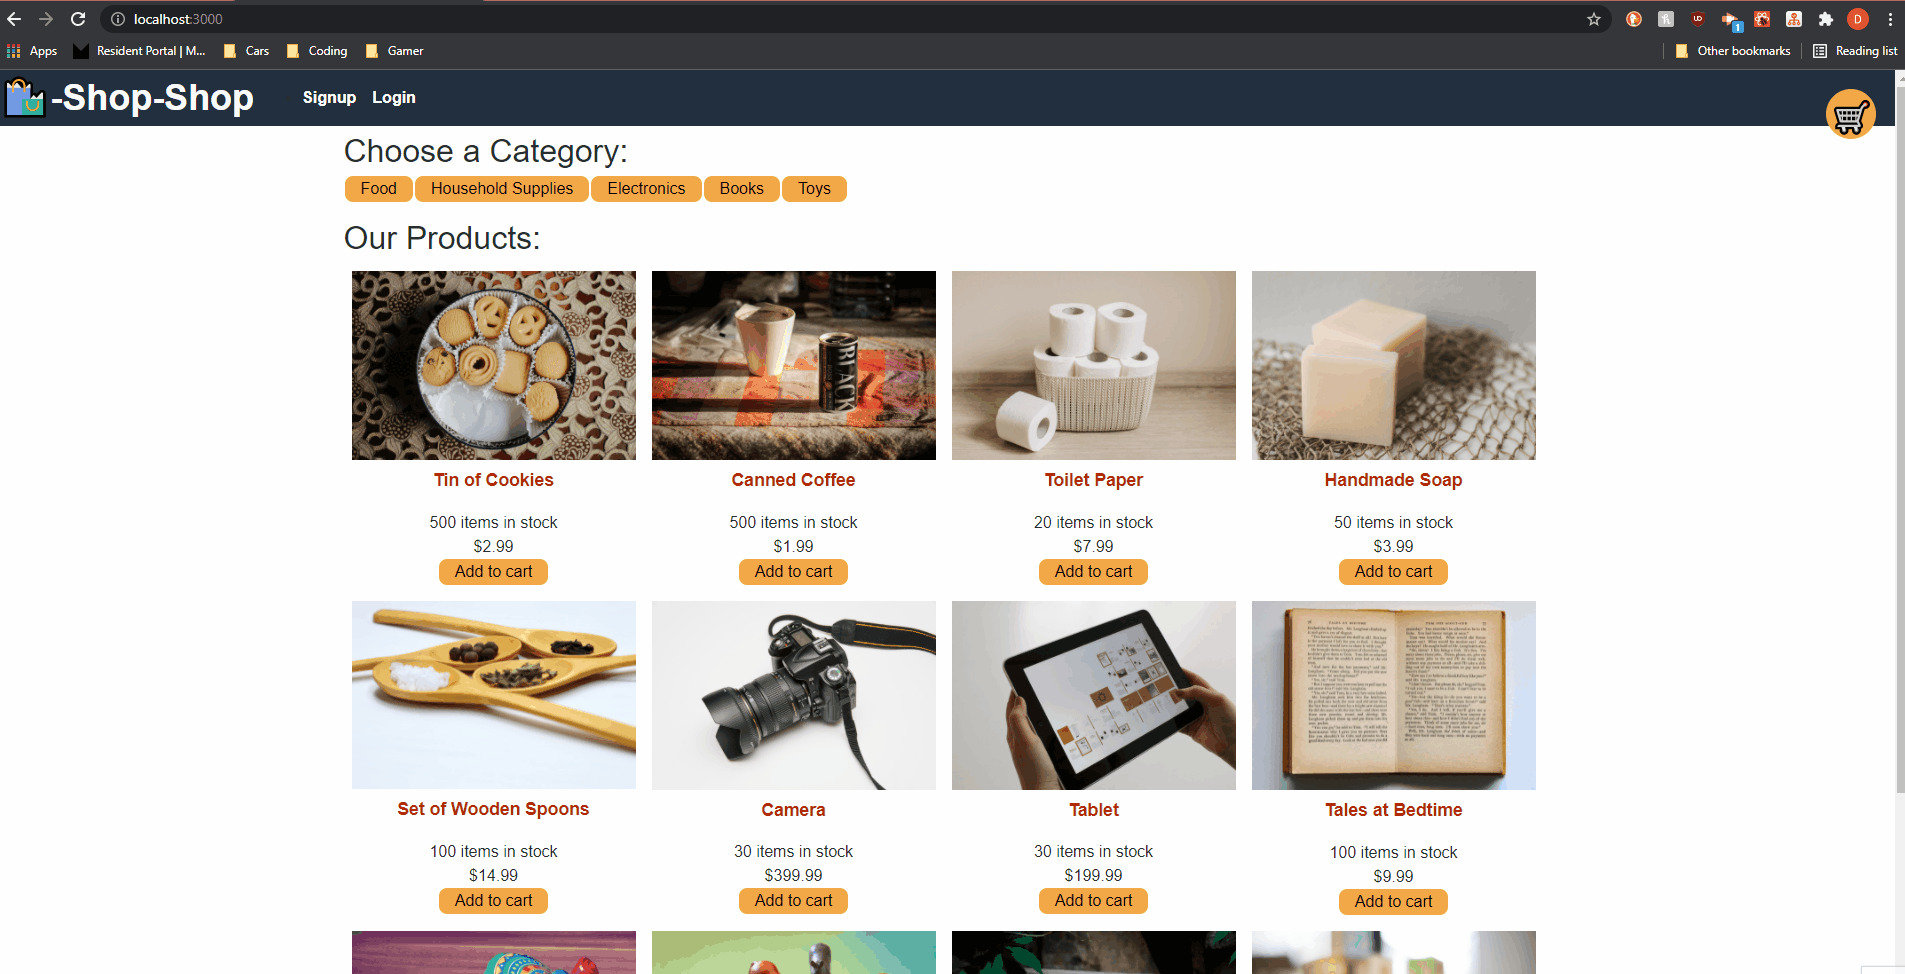 localhost:3000
1
D
Apps Resident Portal | M... Cars Coding Gamer Other bookmarks Reading list
-Shop-Shop Signup Login
Choose a Category:
Food Household Supplies Electronics Books Toys
Our Products:
BLACK
Tin of Cookies Canned Coffee Toilet Paper Handmade Soap
500 items in stock 500 items in stock 20 items in stock 50 items in stock
$2.99 $1.99 $7.99 $3.99
Add to cart Add to cart Add to cart Add to cart
Set of Wooden Spoons Camera Tablet Tales at Bedtime
100 items in stock 30 items in stock 30 items in stock 100 items in stock
$14.99 $399.99 $199.99 $9.99
Add to cart Add to cart Add to cart Add to cart